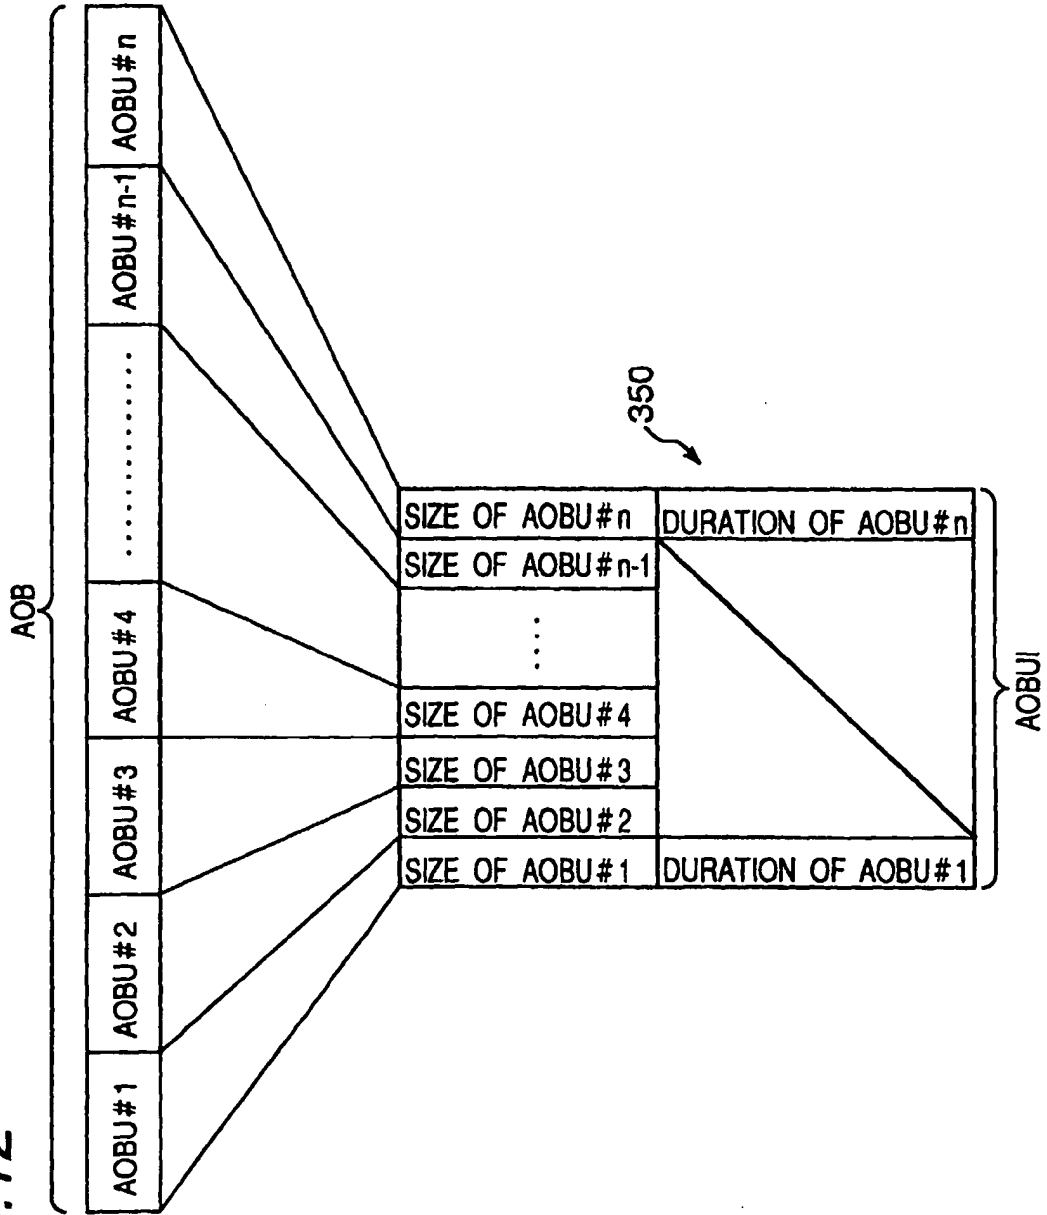 .12
AOB
AOBU#1
AOBU#2
AOBU#3
AOBU#4
............
AOBU#n-1
AOBU#n
350
SIZE OF AOBU#n
DURATION OF AOBU#n
SIZE OF AOBU#n-1
....
SIZE OF AOBU#4
SIZE OF AOBU#3
SIZE OF AOBU#2
SIZE OF AOBU#1
DURATION OF AOBU#1
AOBUI